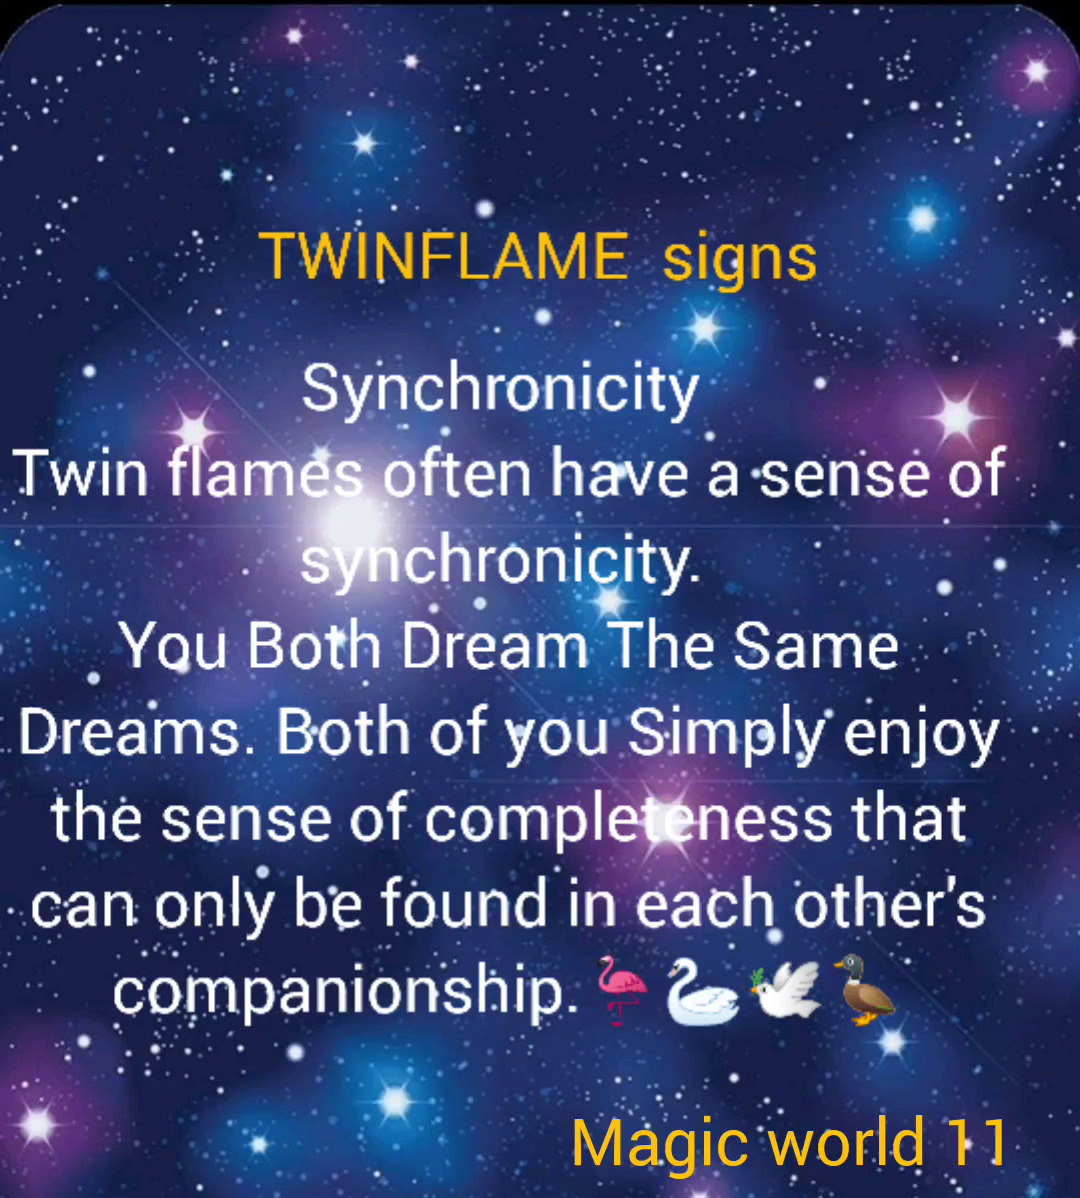 TWINFLAME signs
Synchronicity
Twin flames often have a sense of
synchronicity.
You Both Dream The Same
Dreams. Both of you Simply enjoy
the sense of completeness that
can only be found in each other's
companionship. 🦩🦢🕊️🦆
Magic world 11